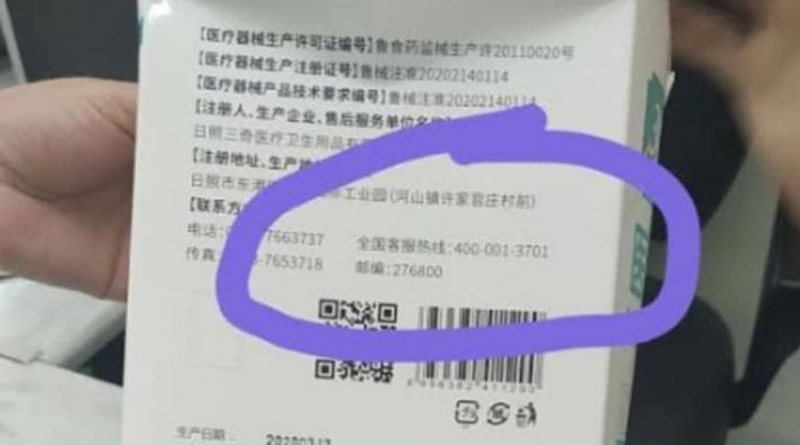 【医疗器械生产许可证编号】鲁食药监械生产许20110020号
【医疗器械生产注册证号】鲁械注准20202140114
【医疗器械产品技术要求编号】鲁械注准20202140114
【注册人、生产企业、售后服务单位名称
日照三奇医疗卫生用品有
【注册地址、生产地
日照市东港 工业园(河山镇许家官庄村前)
【联系方
电话: 7663737 全国客服热线:400-001-3701
传真 -7653718 邮编:276800
生产日期: 20200313